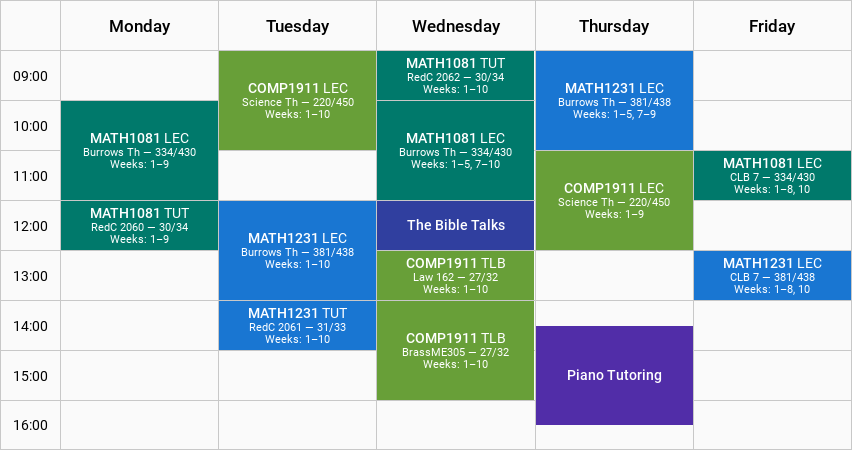 Monday
Tuesday
Wednesday
Thursday
Friday
09:00
10:00
11:00
12:00
13:00
14:00
15:00
16:00
MATH1081 LEC
Burrows Th — 334/430
Weeks: 1–9
MATH1081 TUT
RedC 2060 — 30/34
Weeks: 1–9
COMP1911 LEC
Science Th — 220/450
Weeks: 1–10
MATH1231 LEC
Burrows Th — 381/438
Weeks: 1–10
MATH1231 TUT
RedC 2061 — 31/33
Weeks: 1–10
MATH1081 TUT
RedC 2062 — 30/34
Weeks: 1–10
MATH1081 LEC
Burrows Th — 334/430
Weeks: 1–5, 7–10
The Bible Talks
COMP1911 TLB
Law 162 — 27/32
Weeks: 1–10
COMP1911 TLB
BrassME305 — 27/32
Weeks: 1–10
MATH1231 LEC
Burrows Th — 381/438
Weeks: 1–5, 7–9
COMP1911 LEC
Science Th — 220/450
Weeks: 1–9
Piano Tutoring
MATH1081 LEC
CLB 7 — 334/430
Weeks: 1–8, 10
MATH1231 LEC
CLB 7 — 381/438
Weeks: 1–8, 10